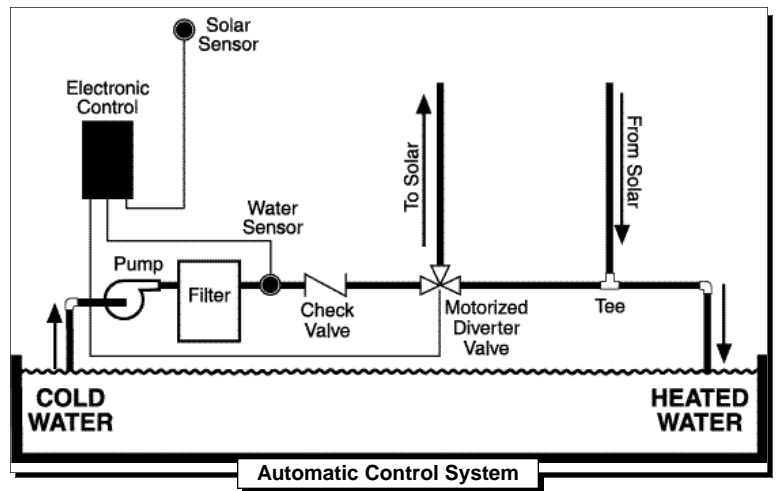 Solar
Sensor
Electronic
Control
To Solar
From Solar
Water
Sensor
Pump
Filter
Check
Valve
Motorized
Diverter
Valve
Tee
COLD
WATER
HEATED
WATER
Automatic Control System